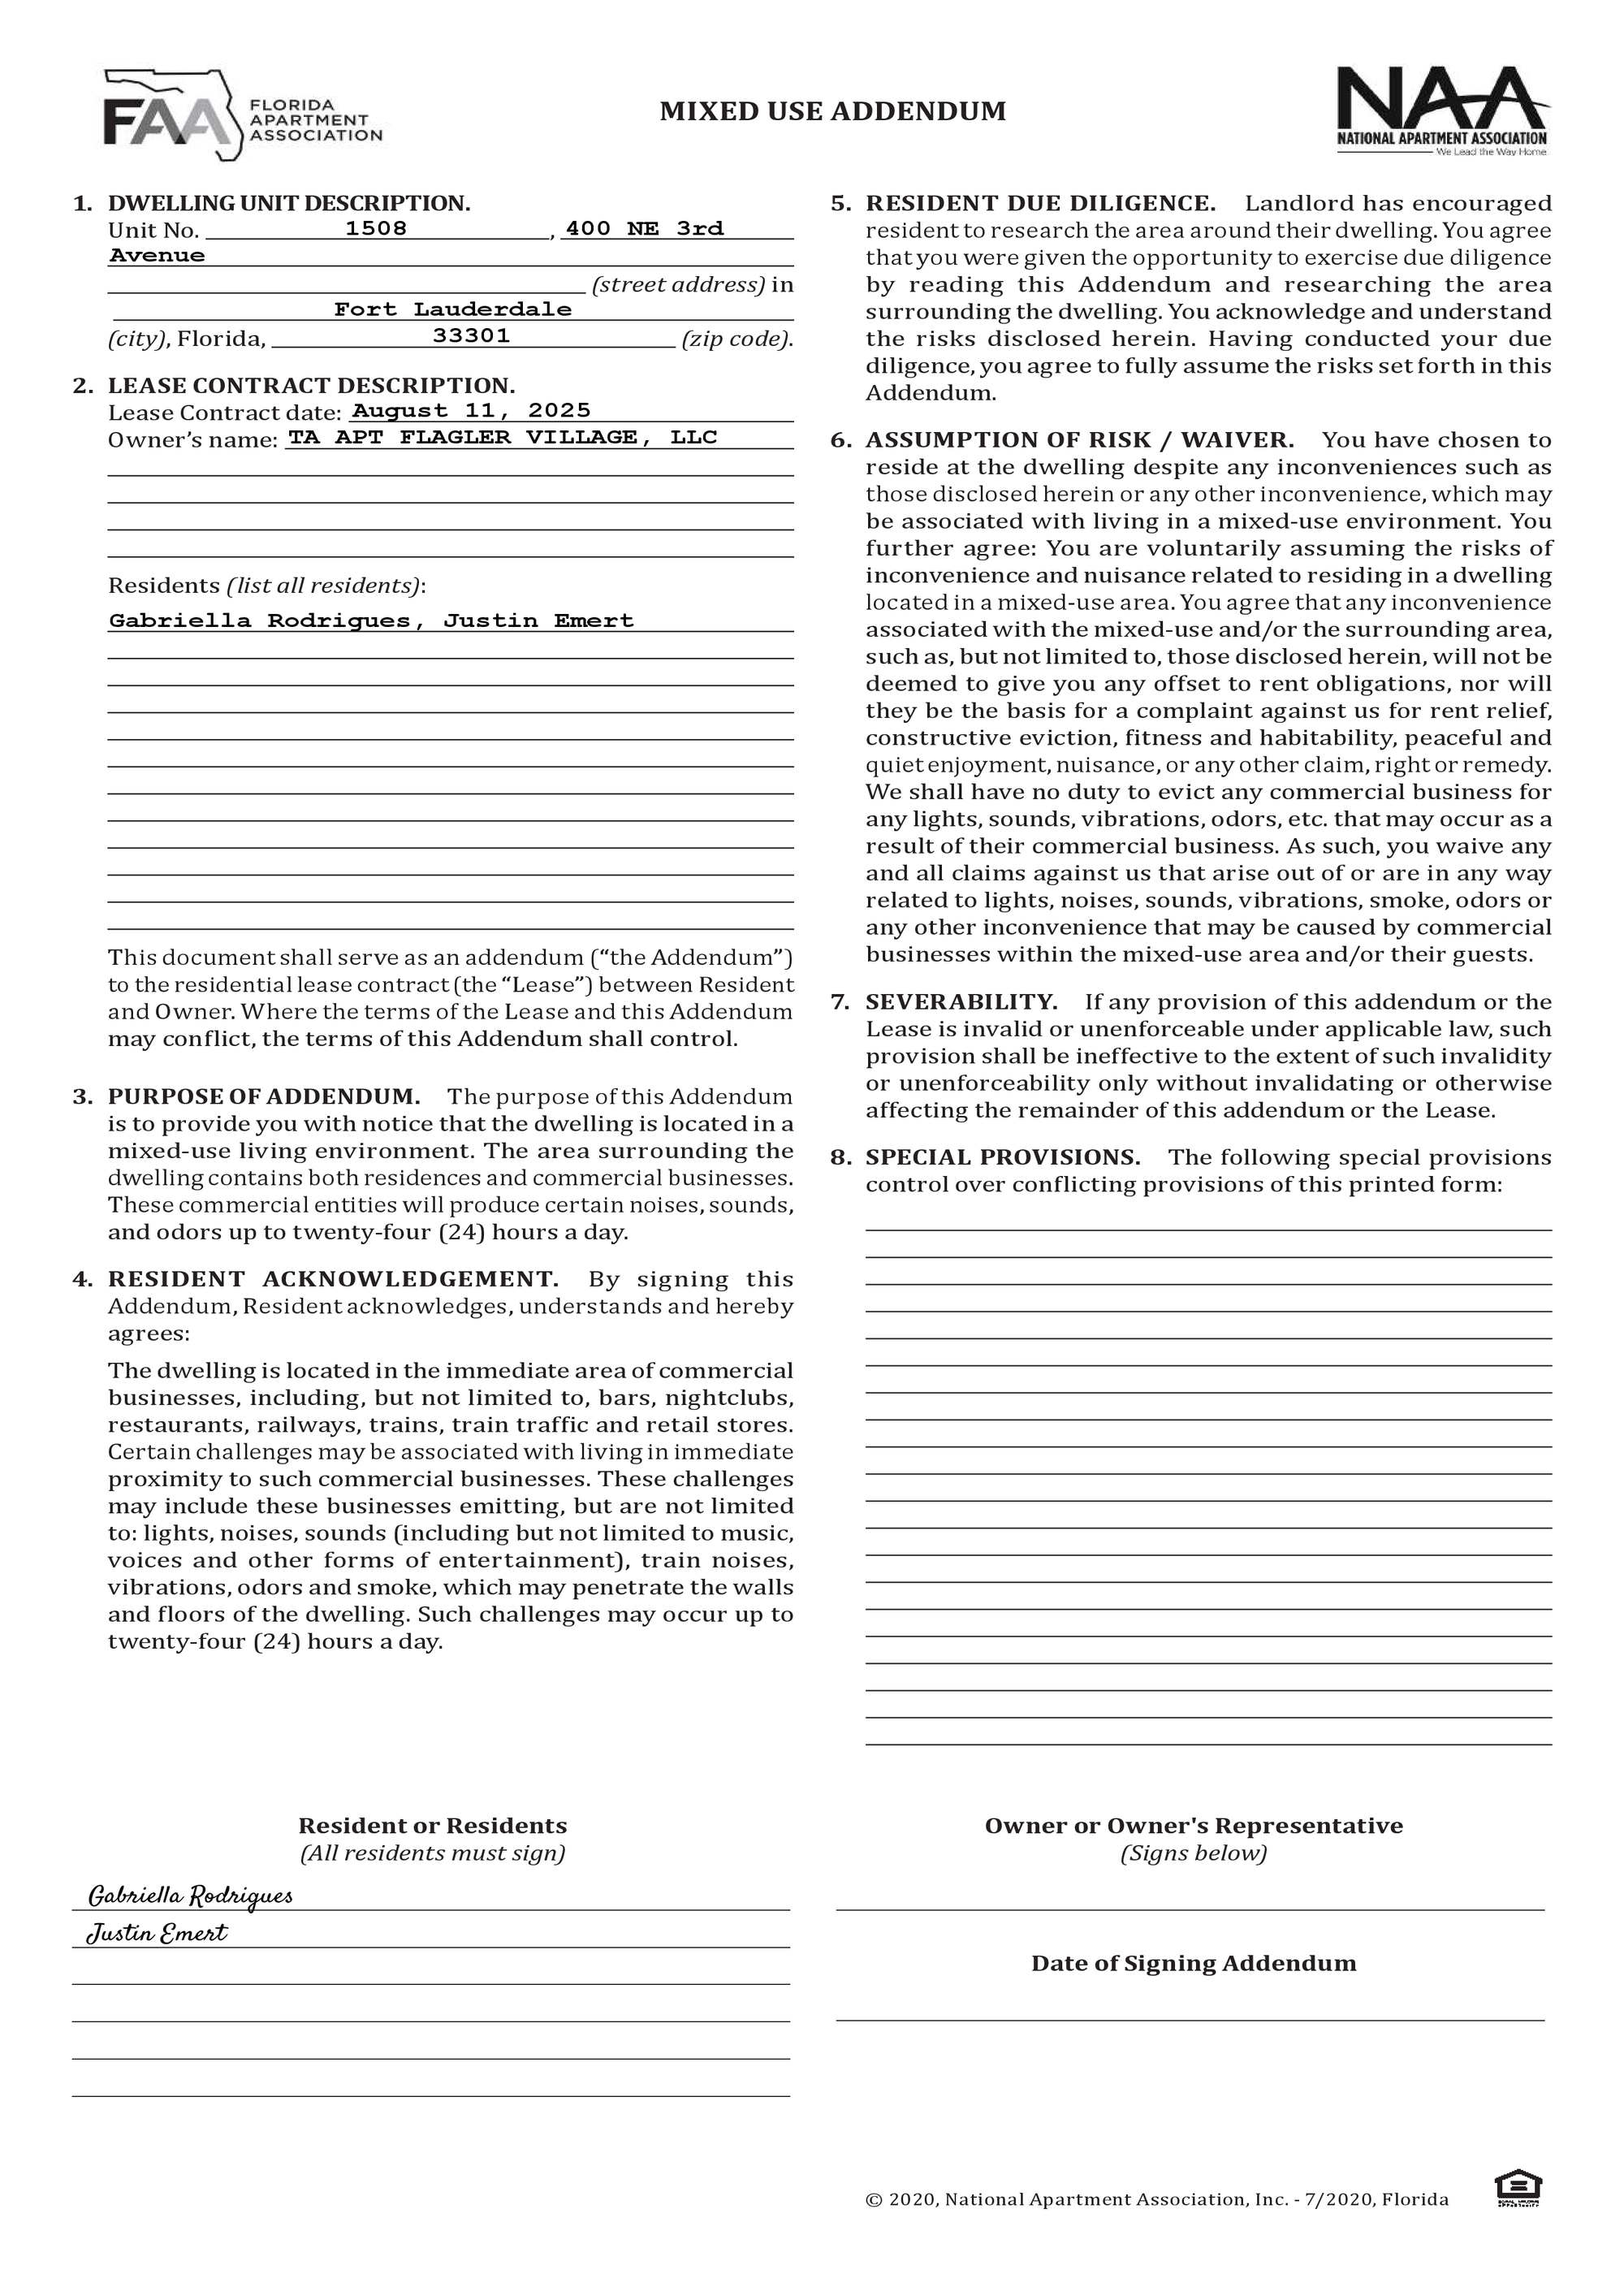 FAA FLORIDA
APARTMENT
ASSOCIATION
MIXED USE ADDENDUM
NAA
NATIONAL APARTMENT ASSOCIATION
We Lead the Way Home
1. DWELLING UNIT DESCRIPTION.
Unit No. 1508, 400 NE 3rd
Avenue
(street address) in
Fort Lauderdale
(city), Florida, 33301 (zip code).
2. LEASE CONTRACT DESCRIPTION.
Lease Contract date: August 11, 2025
Owner’s name: TA APT FLAGLER VILLAGE, LLC
Residents (list all residents):
Gabriella Rodrigues, Justin Emert
This document shall serve as an addendum (“the Addendum”)
to the residential lease contract (the “Lease”) between Resident
and Owner. Where the terms of the Lease and this Addendum
may conflict, the terms of this Addendum shall control.
3. PURPOSE OF ADDENDUM. The purpose of this Addendum
is to provide you with notice that the dwelling is located in a
mixed-use living environment. The area surrounding the
dwelling contains both residences and commercial businesses.
These commercial entities will produce certain noises, sounds,
and odors up to twenty-four (24) hours a day.
4. RESIDENT ACKNOWLEDGEMENT. By signing this
Addendum, Resident acknowledges, understands and hereby
agrees:
The dwelling is located in the immediate area of commercial
businesses, including, but not limited to, bars, nightclubs,
restaurants, railways, trains, train traffic and retail stores.
Certain challenges may be associated with living in immediate
proximity to such commercial businesses. These challenges
may include these businesses emitting, but are not limited
to: lights, noises, sounds (including but not limited to music,
voices and other forms of entertainment), train noises,
vibrations, odors and smoke, which may penetrate the walls
and floors of the dwelling. Such challenges may occur up to
twenty-four (24) hours a day.
5. RESIDENT DUE DILIGENCE. Landlord has encouraged
resident to research the area around their dwelling. You agree
that you were given the opportunity to exercise due diligence
by reading this Addendum and researching the area
surrounding the dwelling. You acknowledge and understand
the risks disclosed herein. Having conducted your due
diligence, you agree to fully assume the risks set forth in this
Addendum.
6. ASSUMPTION OF RISK / WAIVER. You have chosen to
reside at the dwelling despite any inconveniences such as
those disclosed herein or any other inconvenience, which may
be associated with living in a mixed-use environment. You
further agree: You are voluntarily assuming the risks of
inconvenience and nuisance related to residing in a dwelling
located in a mixed-use area. You agree that any inconvenience
associated with the mixed-use and/or the surrounding area,
such as, but not limited to, those disclosed herein, will not be
deemed to give you any offset to rent obligations, nor will
they be the basis for a complaint against us for rent relief,
constructive eviction, fitness and habitability, peaceful and
quiet enjoyment, nuisance, or any other claim, right or remedy.
We shall have no duty to evict any commercial business for
any lights, sounds, vibrations, odors, etc. that may occur as a
result of their commercial business. As such, you waive any
and all claims against us that arise out of or are in any way
related to lights, noises, sounds, vibrations, smoke, odors or
any other inconvenience that may be caused by commercial
businesses within the mixed-use area and/or their guests.
7. SEVERABILITY. If any provision of this addendum or the
Lease is invalid or unenforceable under applicable law, such
provision shall be ineffective to the extent of such invalidity
or unenforceability only without invalidating or otherwise
affecting the remainder of this addendum or the Lease.
8. SPECIAL PROVISIONS. The following special provisions
control over conflicting provisions of this printed form:
Resident or Residents
(All residents must sign)
Gabriella Rodrigues
Justin Emert
Owner or Owner's Representative
(Signs below)
Date of Signing Addendum
© 2020, National Apartment Association, Inc. - 7/2020, Florida